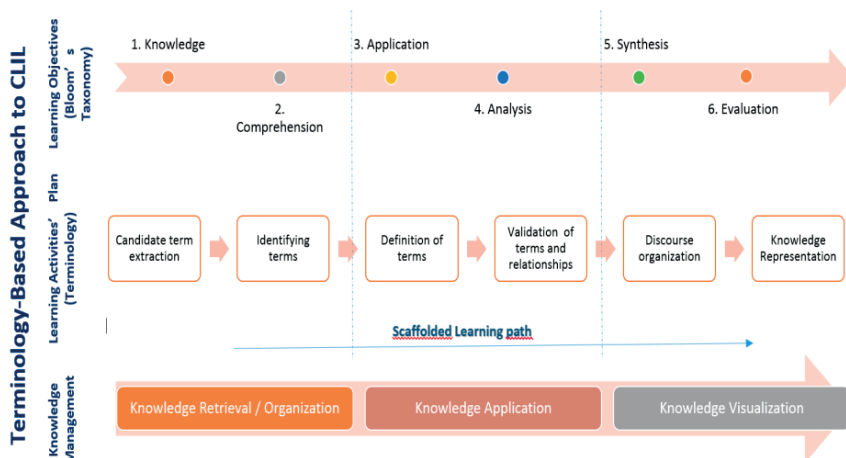 Terminology-Based Approach to CLIL
Learning Objectives
(Bloom' s
Taxonomy)
1. Knowledge
3. Application
5. Synthesis
2.
Comprehension
4. Analysis
6. Evaluation
Learning Activities' Plan
(Terminology)
Candidate term
extraction
Identifying
terms
Definition of
terms
Validation of
terms and
relationships
Discourse
organization
Knowledge
Representation
Scaffolded Learning path
Knowledge
Management
Knowledge Retrieval / Organization
Knowledge Application
Knowledge Visualization